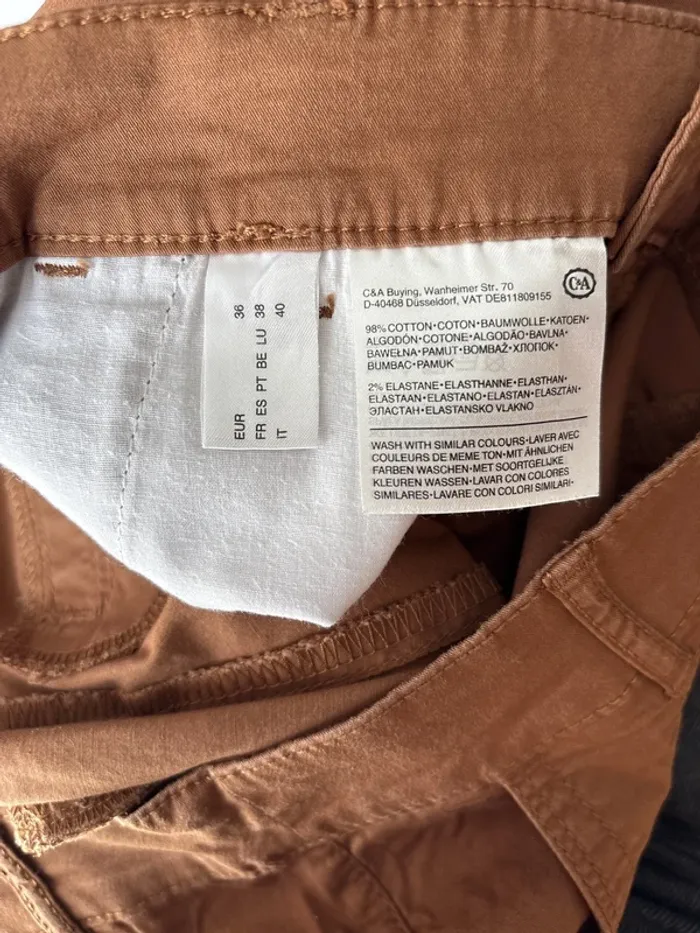 EUR 36
FR ES PT BE LU 38
IT 40
C&A Buying, Wanheimer Str. 70
D-40468 Düsseldorf, VAT DE811809155
C&A
98% COTTON•COTON•BAUMWOLLE•KATOEN•
ALGODÓN•COTONE•ALGODÃO•BAVLNA•
BAWEŁNA•PAMUT•BOMBAŽ•ХЛОПОК•
BUMBAC•PAMUK
2% ELASTANE•ELASTHANNE•ELASTHAN•
ELASTAAN•ELASTANO•ELASTAN•ELASZTÁN•
ЭЛАСТАН•ELASTANSKO VLAKNO
WASH WITH SIMILAR COLOURS•LAVER AVEC
COULEURS DE MEME TON•MIT ÄHNLICHEN
FARBEN WASCHEN•MET SOORTGELIJKE
KLEUREN WASSEN•LAVAR CON COLORES
SIMILARES•LAVARE CON COLORI SIMILARI•